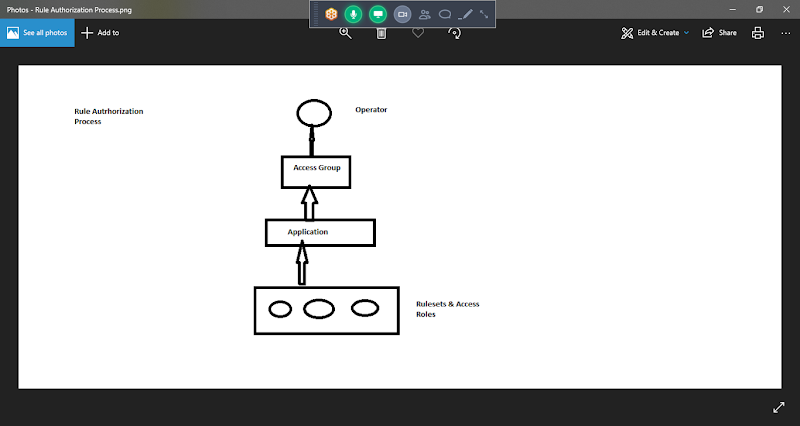 Photos - Rule Authorization Process.png
See all photos
Add to
Edit & Create
Share
Rule Autrhorization
Process
Operator
Access Group
Application
Rulesets & Access
Roles